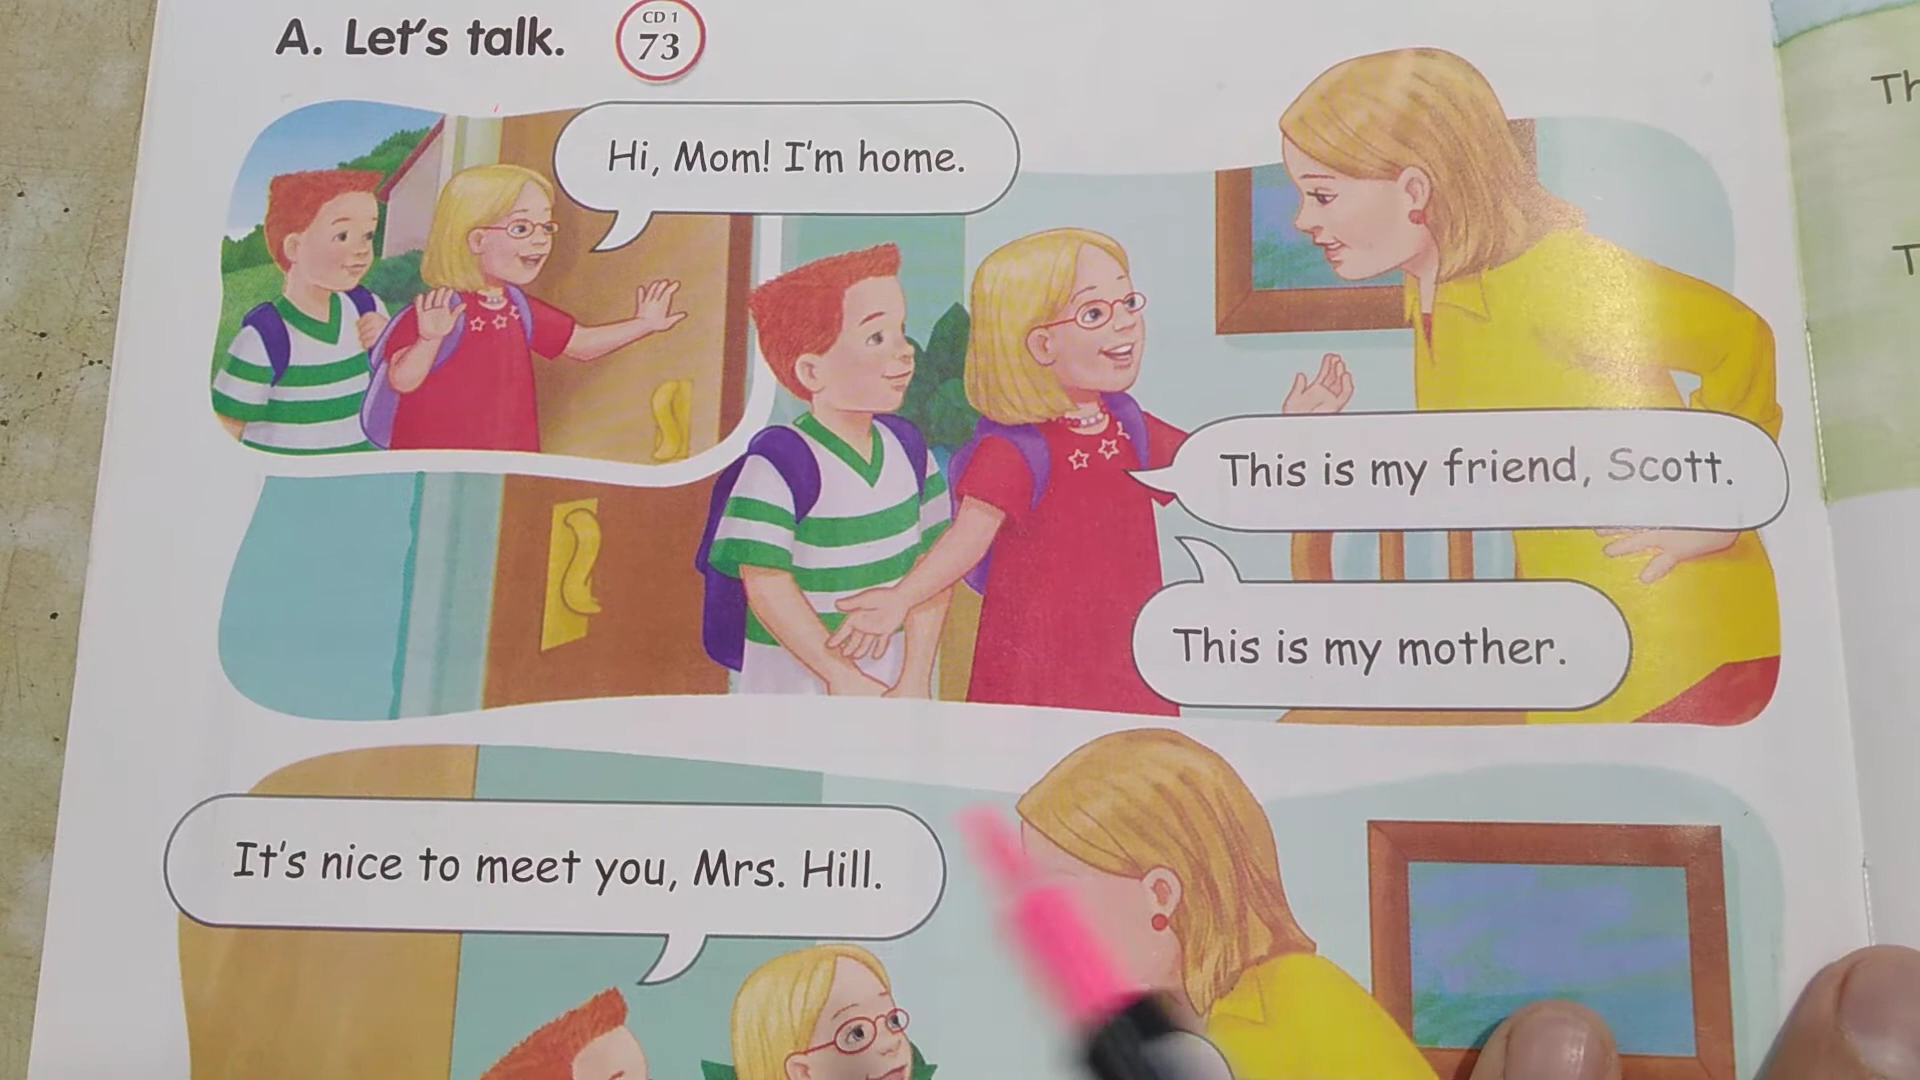 A. Let's talk.
CD 1
73
Hi, Mom! I'm home.
This is my friend, Scott.
This is my mother.
It's nice to meet you, Mrs. Hill.